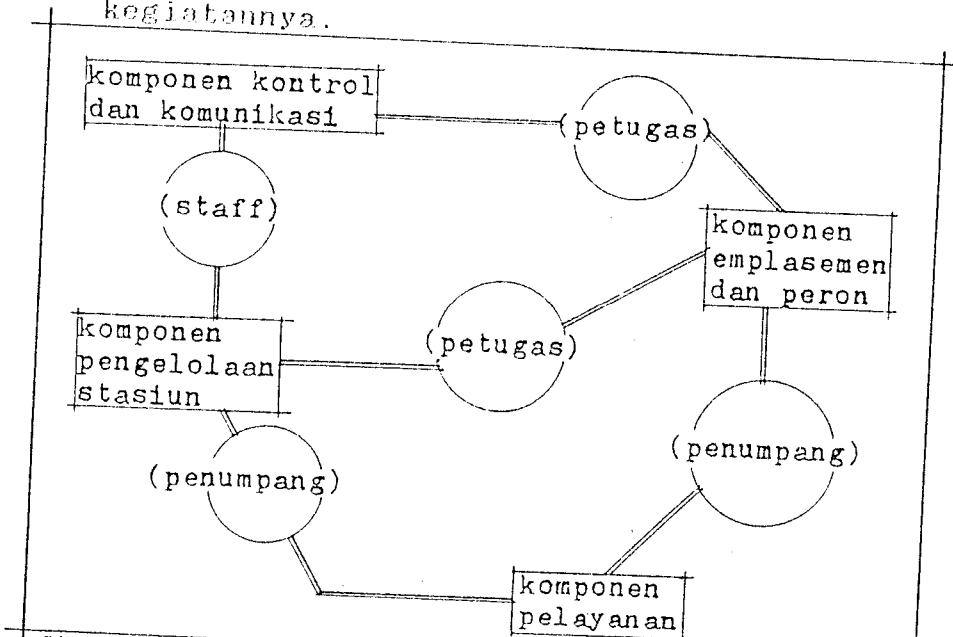 kegiatannya.
komponen kontrol
dan komunikasi
(petugas)
(staff)
komponen
emplasemen
dan peron
komponen
pengelolaan
stasiun
(petugas)
(penumpang)
(penumpang)
komponen
pelayanan